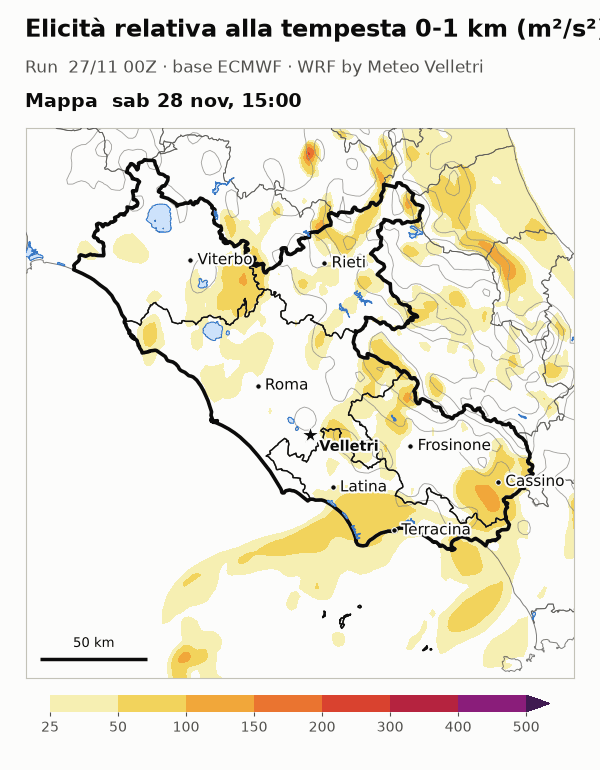 Elicità relativa alla tempesta 0-1 km (m²/s²)
Run  27/11 00Z · base ECMWF · WRF by Meteo Velletri
Mappa  sab 28 nov, 15:00
Viterbo
Rieti
Roma
Velletri
Frosinone
Latina
Cassino
Terracina
50 km
25 50 100 150 200 300 400 500